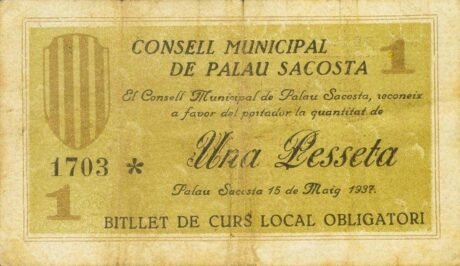 CONSELL MUNICIPAL
DE PALAU SACOSTA
1
El Consell Municipal de Palau Sacosta, reconeix
a favor del portador la quantitat de
1703 *
Una Pesseta
Palau Sacosta 15 de Maig 1937.
1
BITLLET DE CURS LOCAL OBLIGATORI